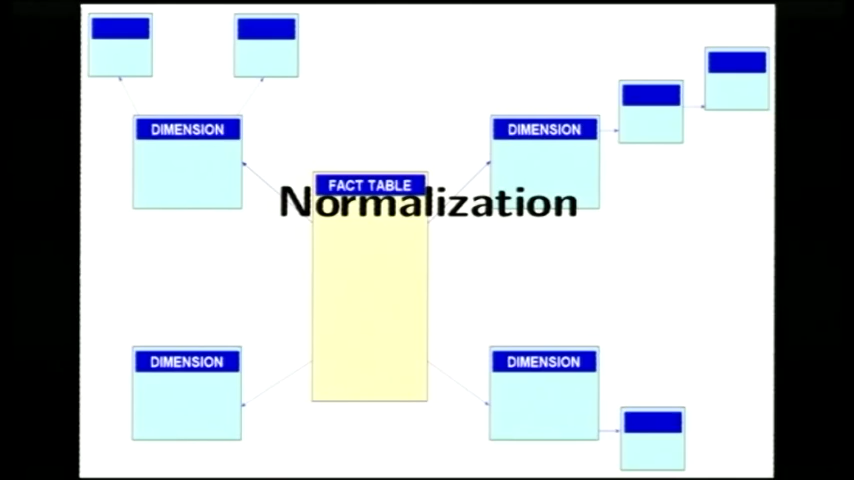 DIMENSION
DIMENSION
FACT TABLE
Normalization
DIMENSION
DIMENSION